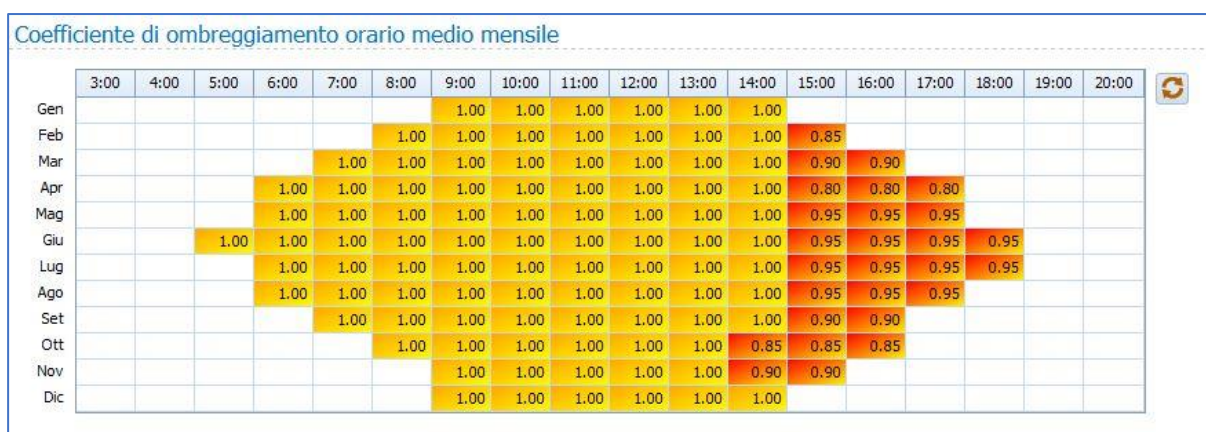 Coefficiente di ombreggiamento orario medio mensile
3:00 4:00 5:00 6:00 7:00 8:00 9:00 10:00 11:00 12:00 13:00 14:00 15:00 16:00 17:00 18:00 19:00 20:00
Gen 1.00 1.00 1.00 1.00 1.00 1.00
Feb 1.00 1.00 1.00 1.00 1.00 1.00 1.00 0.85
Mar 1.00 1.00 1.00 1.00 1.00 1.00 1.00 1.00 0.90 0.90
Apr 1.00 1.00 1.00 1.00 1.00 1.00 1.00 1.00 1.00 0.80 0.80 0.80
Mag 1.00 1.00 1.00 1.00 1.00 1.00 1.00 1.00 1.00 0.95 0.95 0.95
Giu 1.00 1.00 1.00 1.00 1.00 1.00 1.00 1.00 1.00 1.00 0.95 0.95 0.95 0.95
Lug 1.00 1.00 1.00 1.00 1.00 1.00 1.00 1.00 1.00 0.95 0.95 0.95 0.95
Ago 1.00 1.00 1.00 1.00 1.00 1.00 1.00 1.00 1.00 0.95 0.95 0.95
Set 1.00 1.00 1.00 1.00 1.00 1.00 1.00 1.00 0.90 0.90
Ott 1.00 1.00 1.00 1.00 1.00 1.00 0.85 0.85 0.85
Nov 1.00 1.00 1.00 1.00 1.00 0.90 0.90
Dic 1.00 1.00 1.00 1.00 1.00 1.00